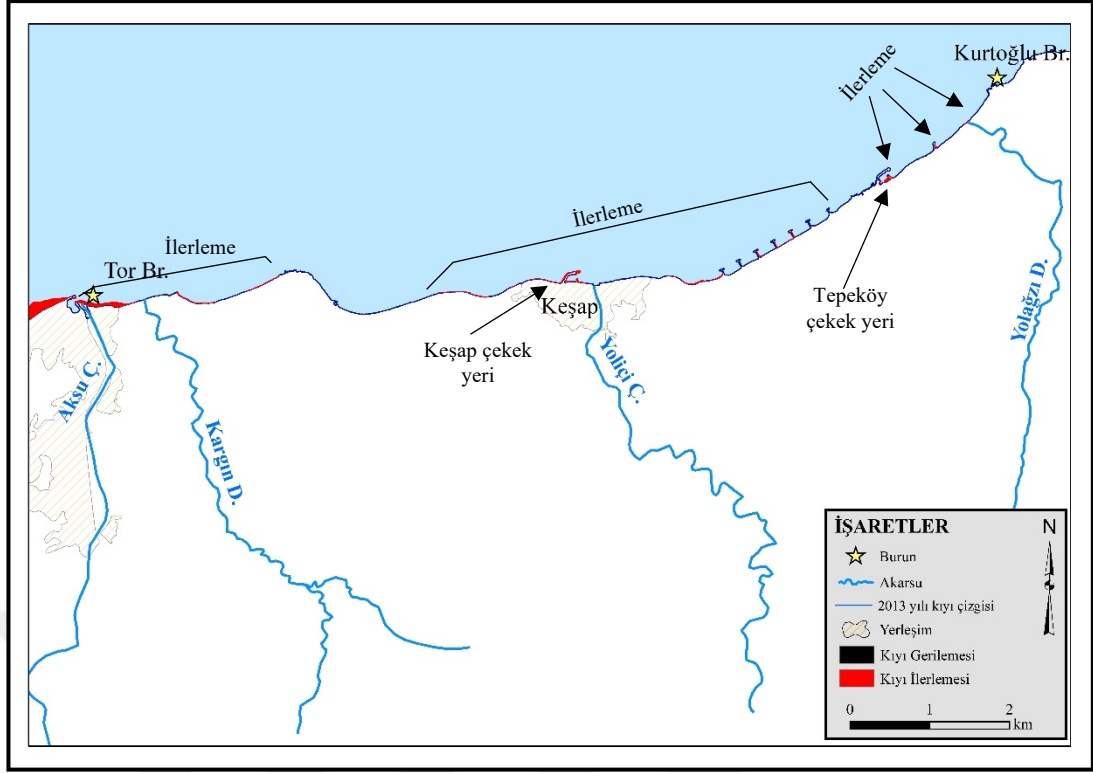 Kurtoğlu Br.
İlerleme
İlerleme
İlerleme
Tor Br.
Keşap
Tepeköy
çekek yeri
Keşap çekek
yeri
Aksu Ç.
Kargın D.
Yoliçi Ç.
Yolağzı D.
İŞARETLER
N
Burun
Akarsu
2013 yılı kıyı çizgisi
Yerleşim
Kıyı Gerilemesi
Kıyı İlerlemesi
0 1 2
km